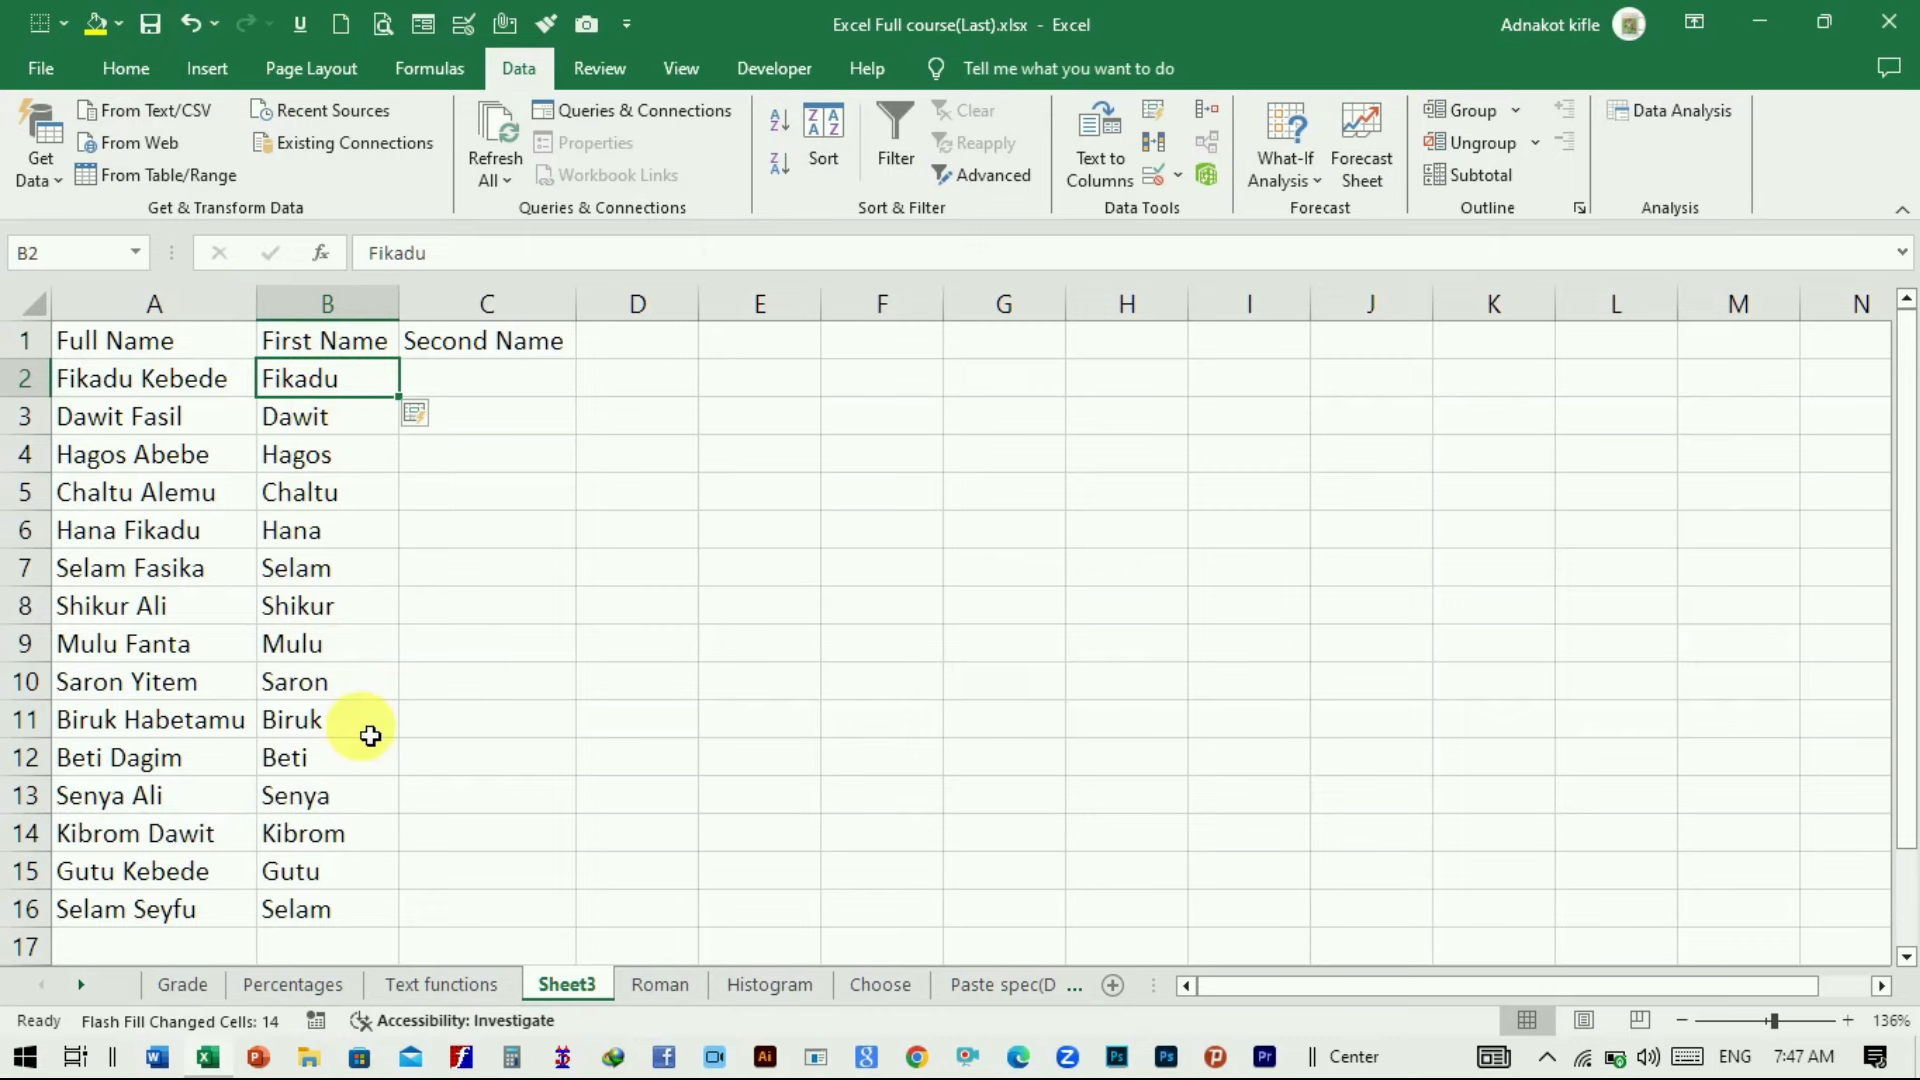 Excel Full course(Last).xlsx - Excel
Adnakot kifle
File Home Insert Page Layout Formulas Data Review View Developer Help Tell me what you want to do
Get Data
From Text/CSV
From Web
From Table/Range
Recent Sources
Existing Connections
Get & Transform Data
Refresh All
Queries & Connections
Properties
Workbook Links
Queries & Connections
Sort
Filter
Clear
Reapply
Advanced
Sort & Filter
Text to Columns
Data Tools
What-If Analysis
Forecast Sheet
Forecast
Group
Ungroup
Subtotal
Outline
Data Analysis
Analysis
B2 fx Fikadu
A B C D E F G H I J K L M N
1 Full Name First Name Second Name
2 Fikadu Kebede Fikadu
3 Dawit Fasil Dawit
4 Hagos Abebe Hagos
5 Chaltu Alemu Chaltu
6 Hana Fikadu Hana
7 Selam Fasika Selam
8 Shikur Ali Shikur
9 Mulu Fanta Mulu
10 Saron Yitem Saron
11 Biruk Habetamu Biruk
12 Beti Dagim Beti
13 Senya Ali Senya
14 Kibrom Dawit Kibrom
15 Gutu Kebede Gutu
16 Selam Seyfu Selam
17
Grade Percentages Text functions Sheet3 Roman Histogram Choose Paste spec(D ...
Ready Flash Fill Changed Cells: 14 Accessibility: Investigate 136%
Center ENG 7:47 AM